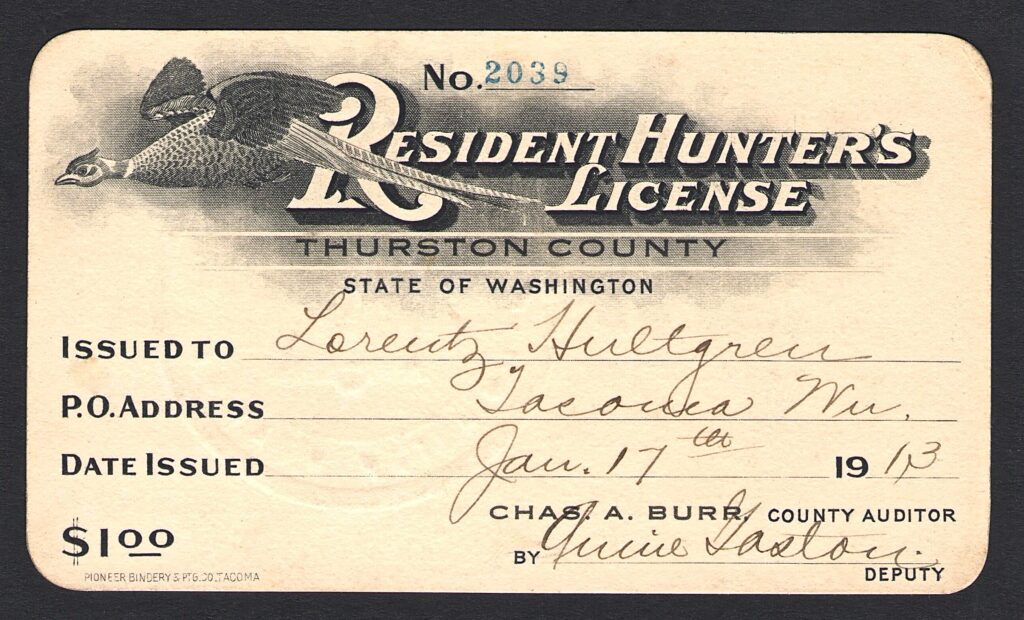 No. 2039
RESIDENT HUNTER'S
LICENSE
THURSTON COUNTY
STATE OF WASHINGTON
ISSUED TO Lorentz Hultgren
P.O. ADDRESS Tacoma Wn.
DATE ISSUED Jan. 17th 1913
CHAS. A. BURR, COUNTY AUDITOR
$1.00
BY Gaston.
DEPUTY
PIONEER BINDERY & PTG. CO. TACOMA